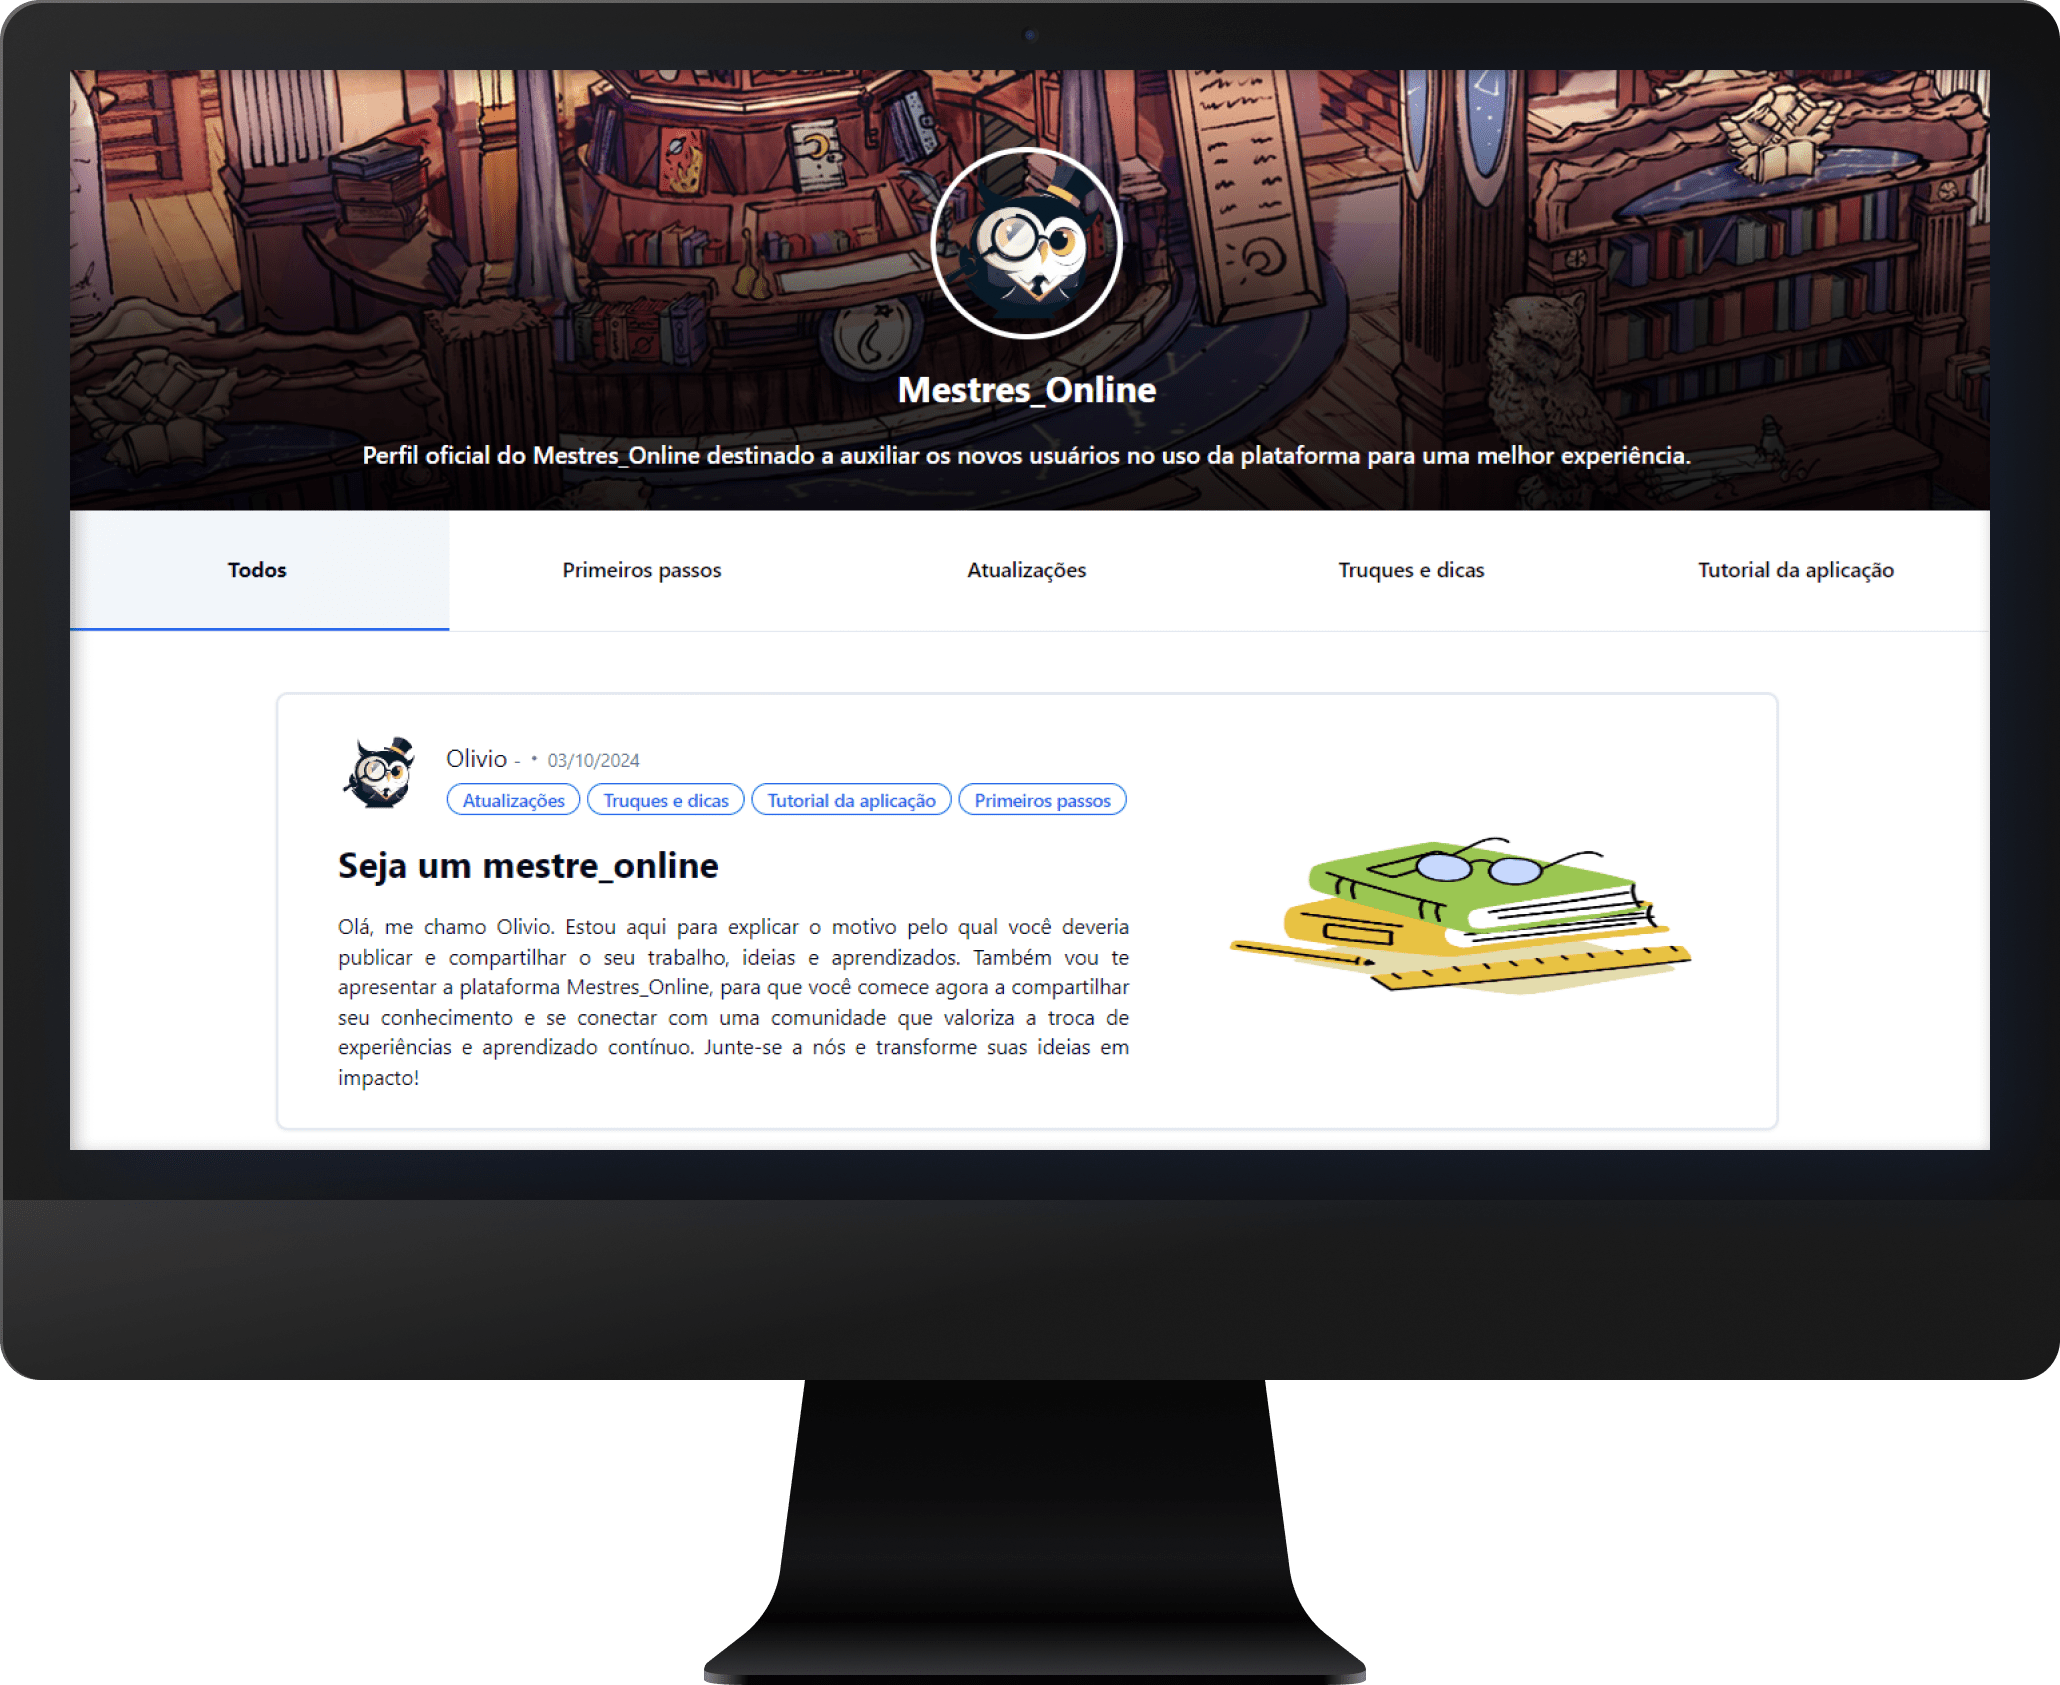 Mestres_Online
Perfil oficial do Mestres_Online destinado a auxiliar os novos usuários no uso da plataforma para uma melhor experiência.
Todos
Primeiros passos
Atualizações
Truques e dicas
Tutorial da aplicação
Olivio - • 03/10/2024
Atualizações Truques e dicas Tutorial da aplicação Primeiros passos
Seja um mestre_online
Olá, me chamo Olivio. Estou aqui para explicar o motivo pelo qual você deveria
publicar e compartilhar o seu trabalho, ideias e aprendizados. Também vou te
apresentar a plataforma Mestres_Online, para que você comece agora a compartilhar
seu conhecimento e se conectar com uma comunidade que valoriza a troca de
experiências e aprendizado contínuo. Junte-se a nós e transforme suas ideias em
impacto!